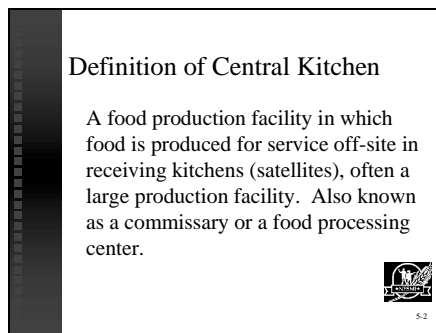 Definition of Central Kitchen
A food production facility in which
food is produced for service off-site in
receiving kitchens (satellites), often a
large production facility.  Also known
as a commissary or a food processing
center.
NFSMI
5-2